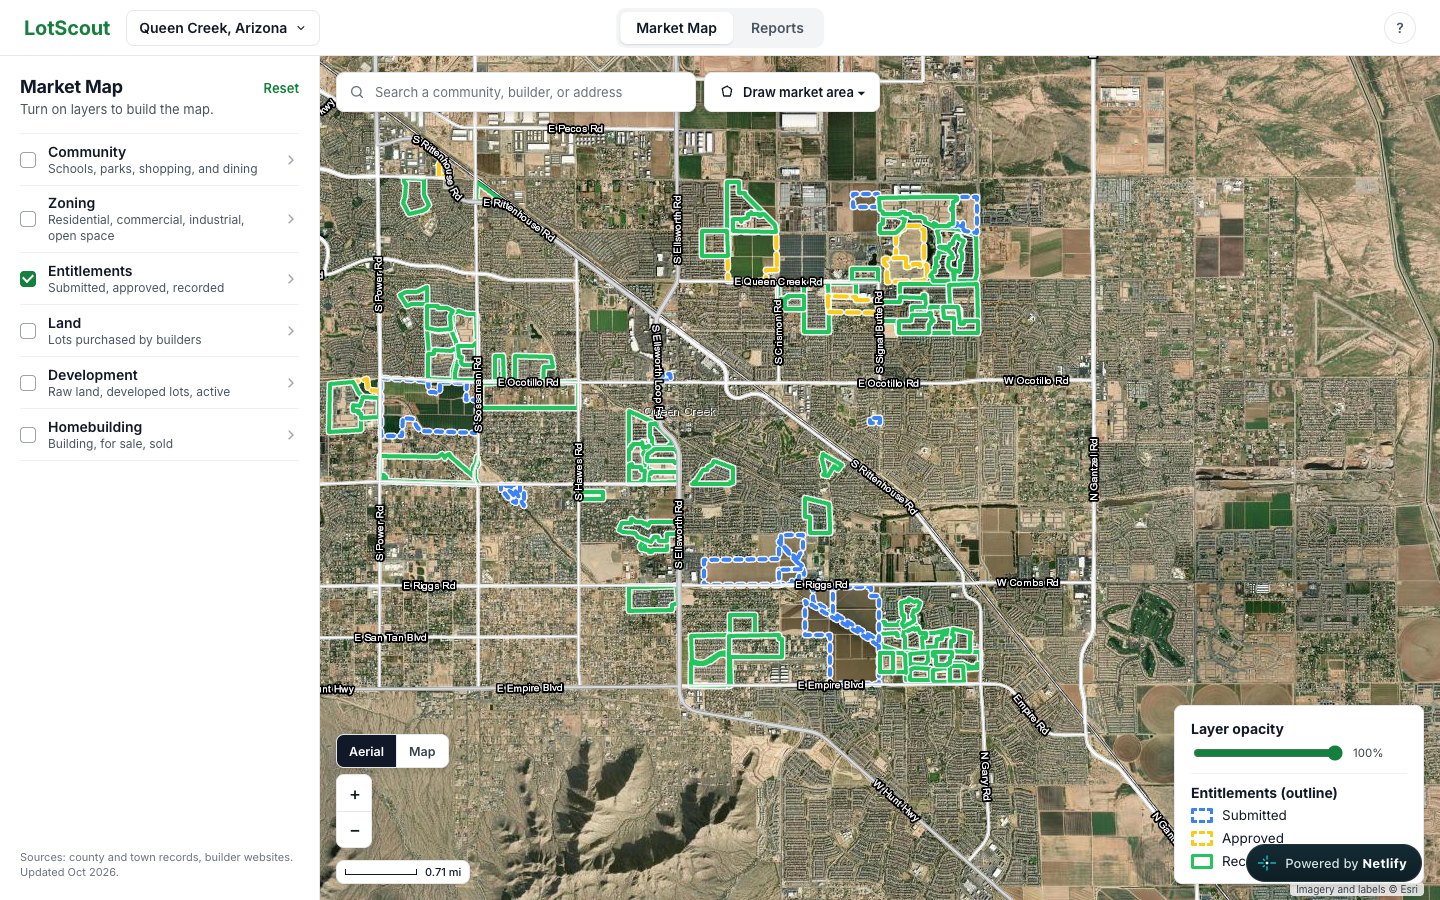 LotScout
Queen Creek, Arizona
Market Map
Reports
?
Market Map
Reset
Turn on layers to build the map.
Community
Schools, parks, shopping, and dining
Zoning
Residential, commercial, industrial,
open space
Entitlements
Submitted, approved, recorded
Land
Lots purchased by builders
Development
Raw land, developed lots, active
Homebuilding
Building, for sale, sold
Sources: county and town records, builder websites.
Updated Oct 2026.
Search a community, builder, or address
Draw market area
E Pecos Rd
S Rittenhouse Rd
E Rittenhouse Rd
S Ellsworth Rd
S Power Rd
E Queen Creek Rd
S Crismon Rd
S Signal Butte Rd
S Ellsworth Loop Rd
S Sossaman Rd
E Ocotillo Rd
E Ocotillo Rd
W Ocotillo Rd
Queen Creek
S Hawes Rd
N Gantzel Rd
S Rittenhouse Rd
S Power Rd
S Ellsworth Rd
E Riggs Rd
E Riggs Rd
W Combs Rd
E San Tan Blvd
nt Hwy
E Empire Blvd
E Empire Blvd
Empire Rd
N Gary Rd
W Hunt Hwy
Aerial
Map
+
−
0.71 mi
Layer opacity
100%
Entitlements (outline)
Submitted
Approved
Rec
Powered by Netlify
Imagery and labels © Esri